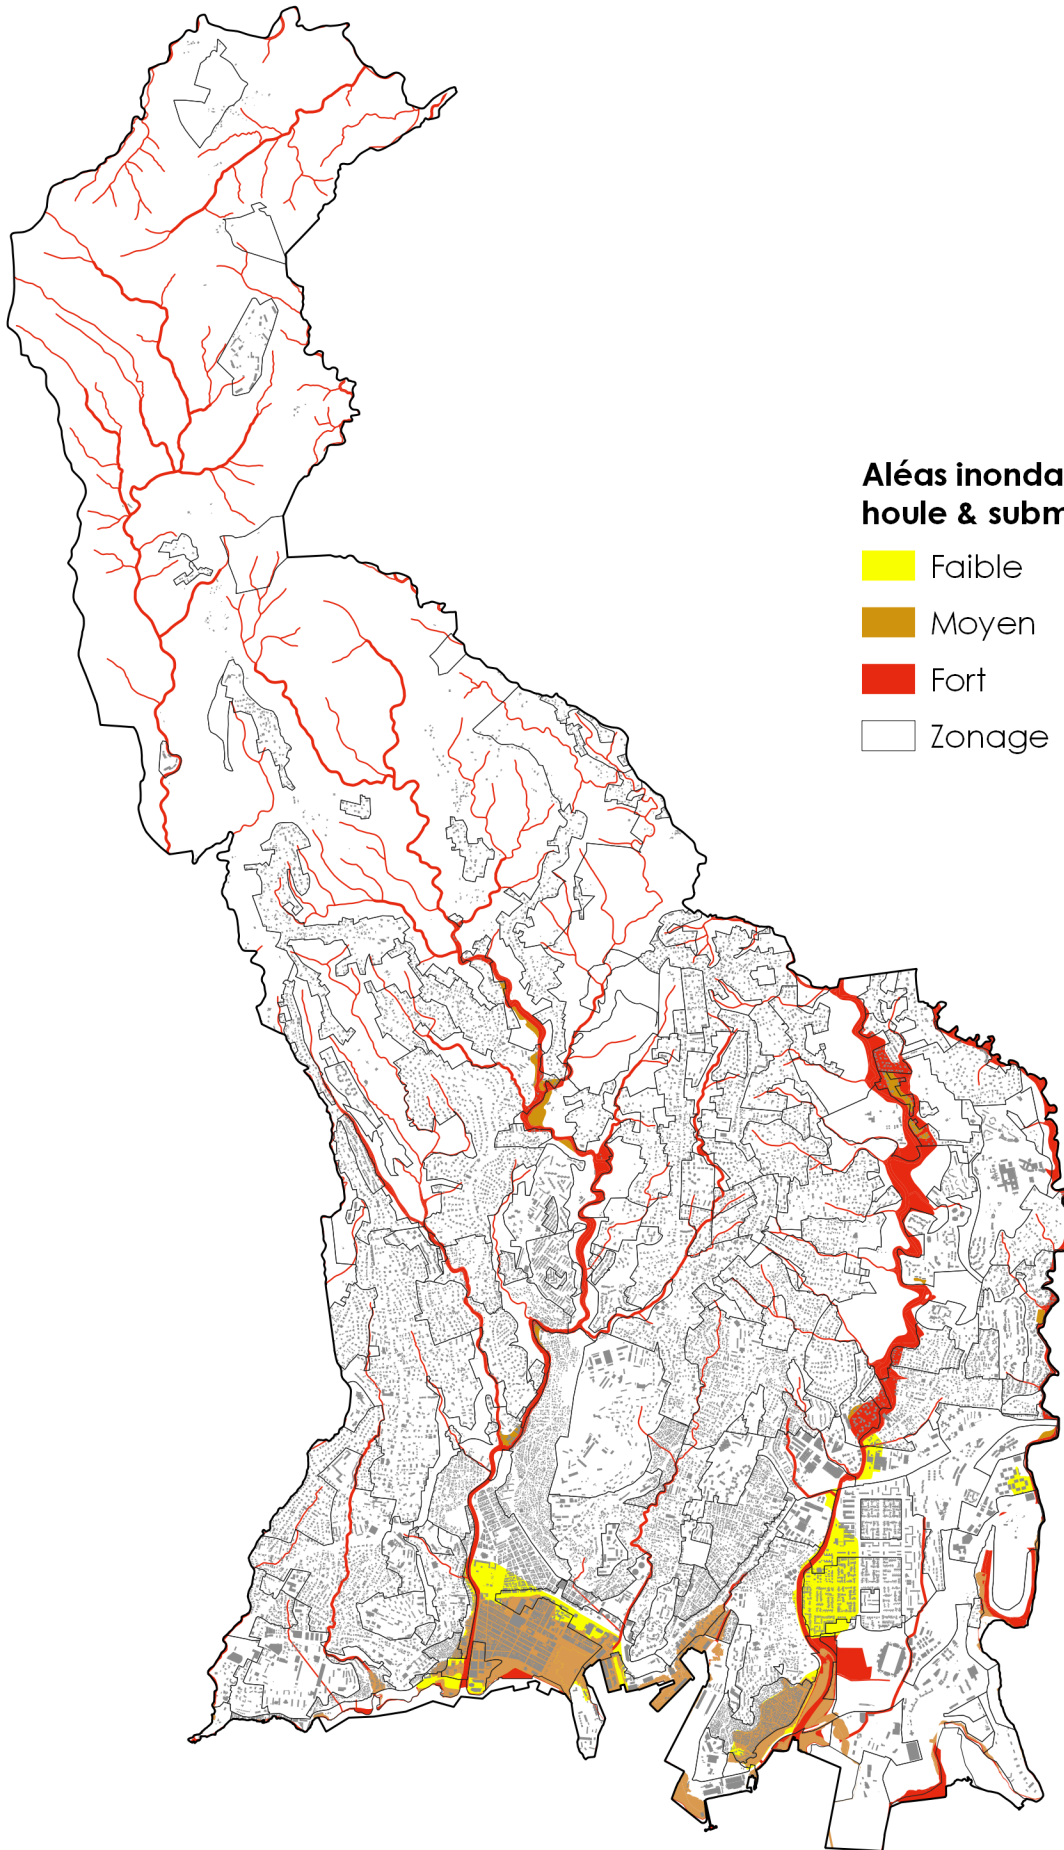 Aléas inonda
houle & subm
Faible
Moyen
Fort
Zonage